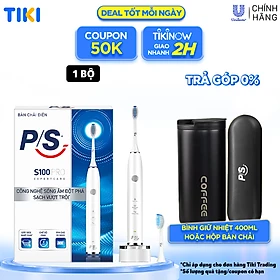 TIKI
DEAL TỐT MỖI NGÀY
COUPON
50K
TIKINOW
GIAO
NHANH 2H
Unilever
CHÍNH
HÃNG
1 BỘ
TRẢ GÓP 0%
BÀN CHẢI ĐIỆN
P/S
S100 PRO
CÔNG NGHỆ SÓNG ÂM ĐỘT PHÁ
SẠCH VƯỢT TRỘI
COFFEE
BÌNH GIỮ NHIỆT 400ML
HOẶC HỘP BÀN CHẢI
*Chỉ áp dụng cho đơn hàng Tiki Trading
*Số lượng quà tặng/coupon có hạn